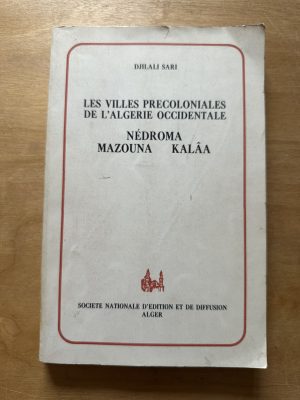 DJILALI SARI
LES VILLES PRECOLONIALES
DE L'ALGERIE OCCIDENTALE
NÉDROMA
MAZOUNA KALÂA
SOCIETE NATIONALE D'EDITION ET DE DIFFUSION
ALGER